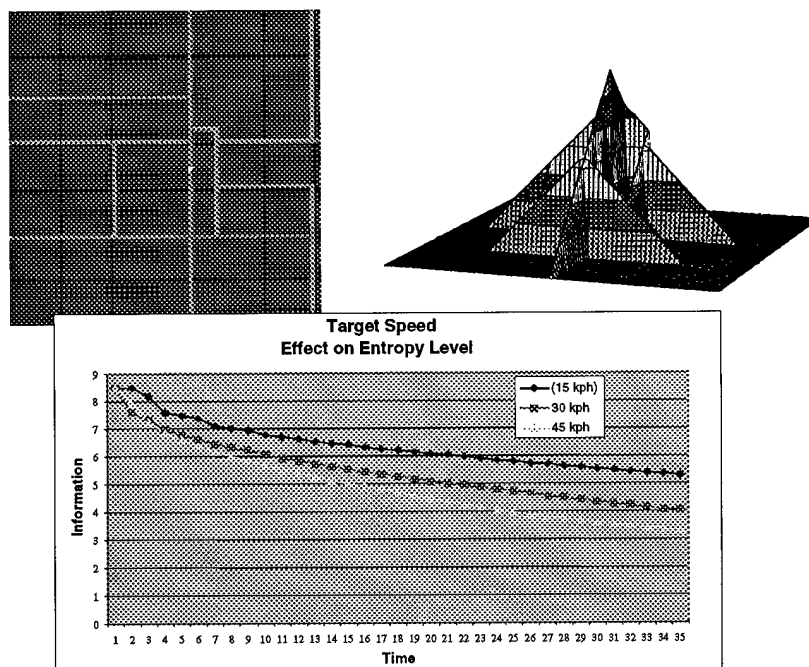 Target Speed
Effect on Entropy Level
9
8
7
6
5
4
3
2
1
0
Information
(15 kph)
30 kph
45 kph
1 2 3 4 5 6 7 8 9 10 11 12 13 14 15 16 17 18 19 20 21 22 23 24 25 26 27 28 29 30 31 32 33 34 35
Time